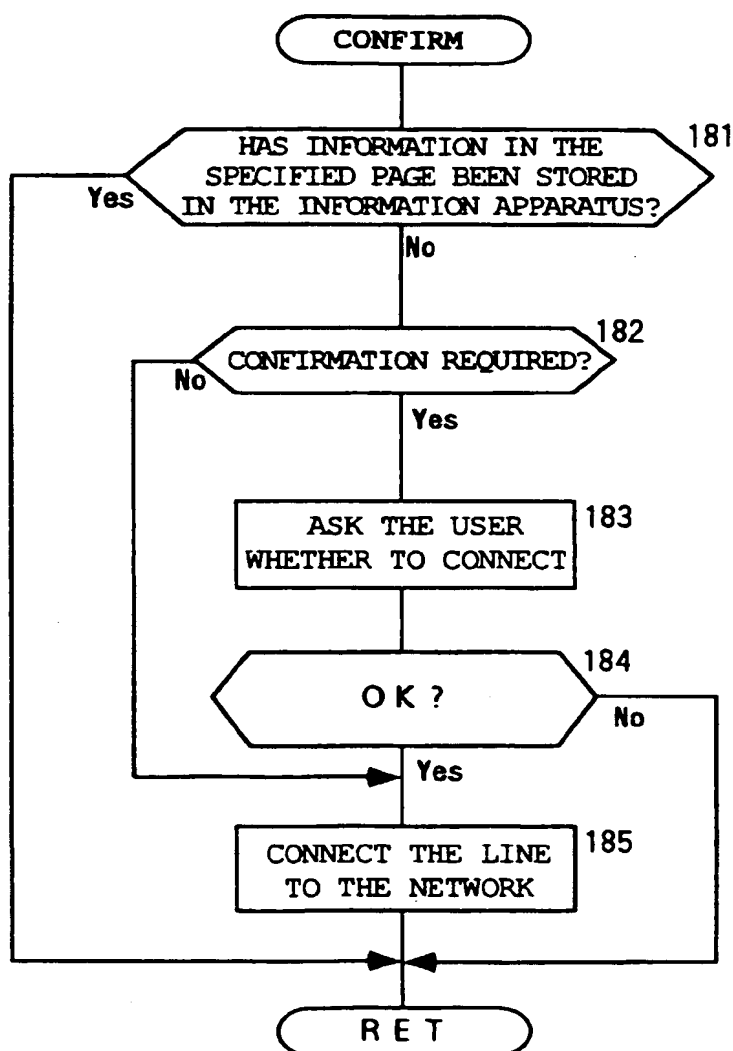 CONFIRM
181
HAS INFORMATION IN THE
SPECIFIED PAGE BEEN STORED
IN THE INFORMATION APPARATUS?
Yes
No
182
CONFIRMATION REQUIRED?
No
Yes
183
ASK THE USER
WHETHER TO CONNECT
184
OK?
No
Yes
185
CONNECT THE LINE
TO THE NETWORK
RET